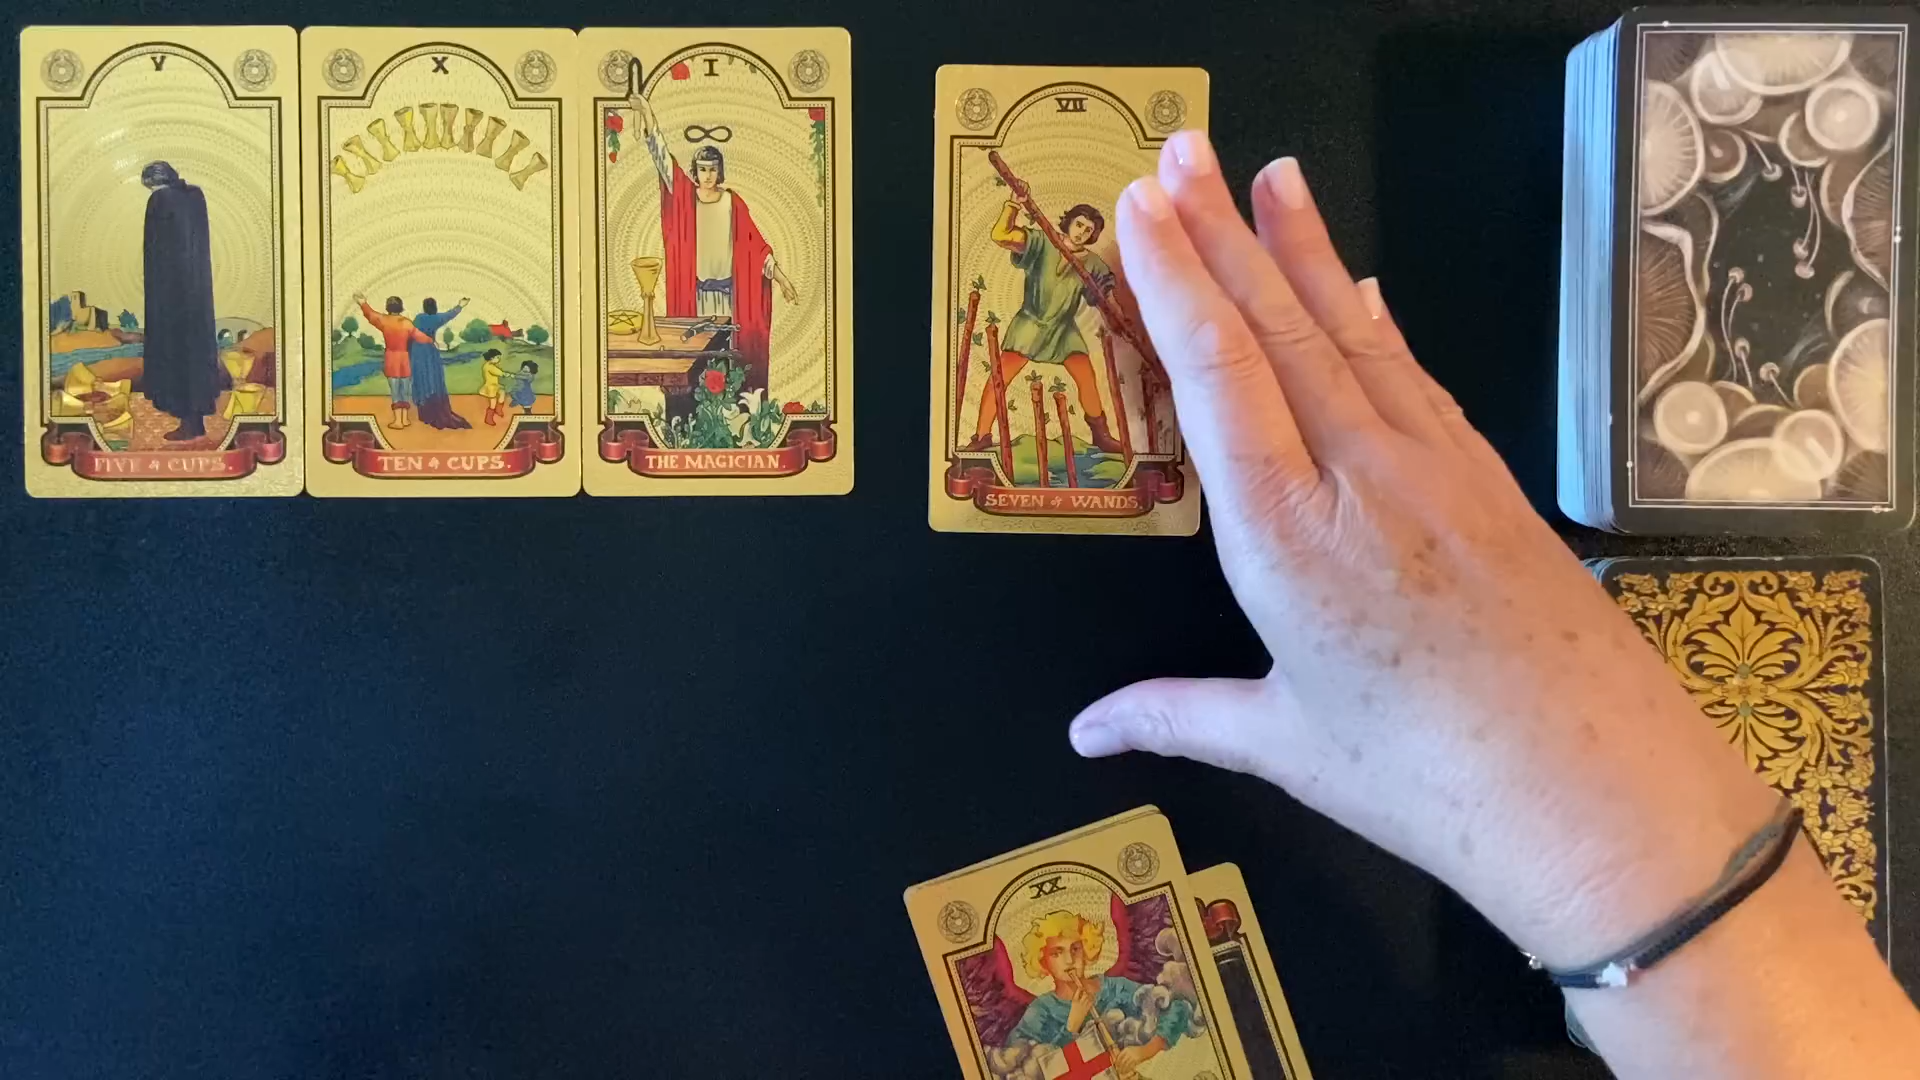 V
FIVE of CUPS.
X
TEN of CUPS.
I
THE MAGICIAN.
VII
SEVEN of WANDS.
XX